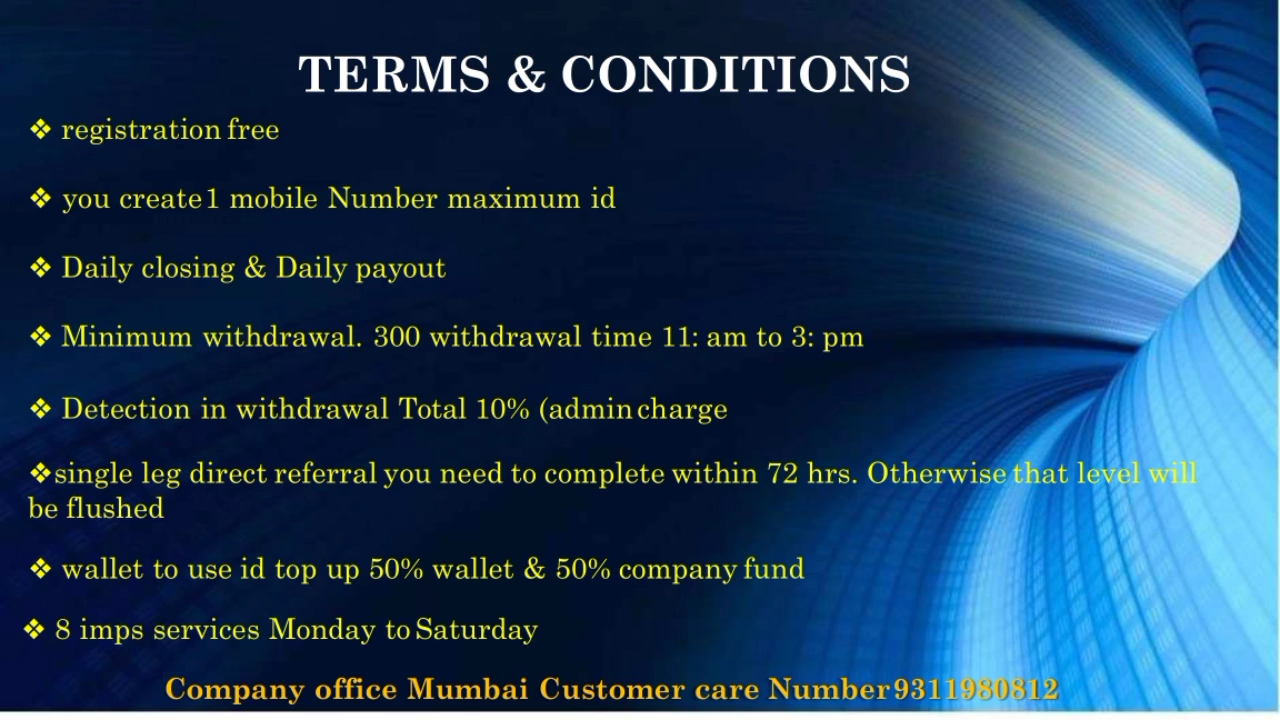 TERMS & CONDITIONS
❖ registration free
❖ you create 1 mobile Number maximum id
❖ Daily closing & Daily payout
❖ Minimum withdrawal. 300 withdrawal time 11: am to 3: pm
❖ Detection in withdrawal Total 10% (admin charge
❖single leg direct referral you need to complete within 72 hrs. Otherwise that level will
be flushed
❖ wallet to use id top up 50% wallet & 50% company fund
❖ 8 imps services Monday to Saturday
Company office Mumbai Customer care Number 9311980812